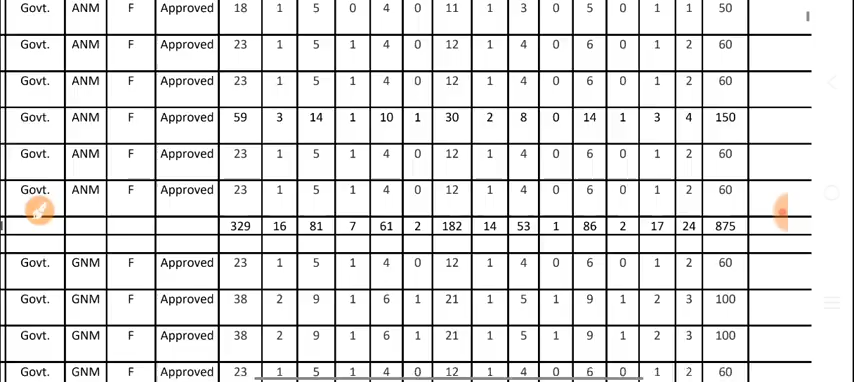 Govt. ANM F Approved 18 1 5 0 4 0 11 1 3 0 5 0 1 1 50
Govt. ANM F Approved 23 1 5 1 4 0 12 1 4 0 6 0 1 2 60
Govt. ANM F Approved 23 1 5 1 4 0 12 1 4 0 6 0 1 2 60
Govt. ANM F Approved 59 3 14 1 10 1 30 2 8 0 14 1 3 4 150
Govt. ANM F Approved 23 1 5 1 4 0 12 1 4 0 6 0 1 2 60
Govt. ANM F Approved 23 1 5 1 4 0 12 1 4 0 6 0 1 2 60
329 16 81 7 61 2 182 14 53 1 86 2 17 24 875
Govt. GNM F Approved 23 1 5 1 4 0 12 1 4 0 6 0 1 2 60
Govt. GNM F Approved 38 2 9 1 6 1 21 1 5 1 9 1 2 3 100
Govt. GNM F Approved 38 2 9 1 6 1 21 1 5 1 9 1 2 3 100
Govt. GNM F Approved 23 1 5 1 4 0 12 1 4 0 6 0 1 2 60